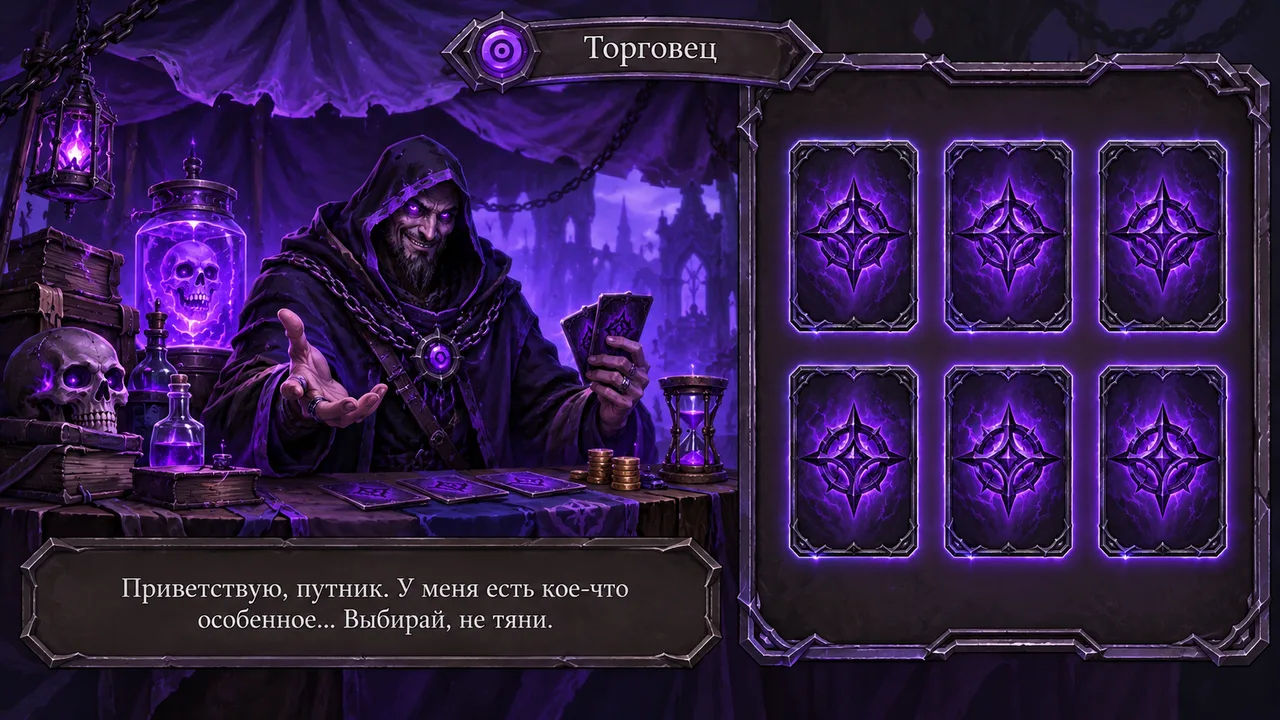 Торговец
Приветствую, путник. У меня есть кое-что
особенное... Выбирай, не тяни.